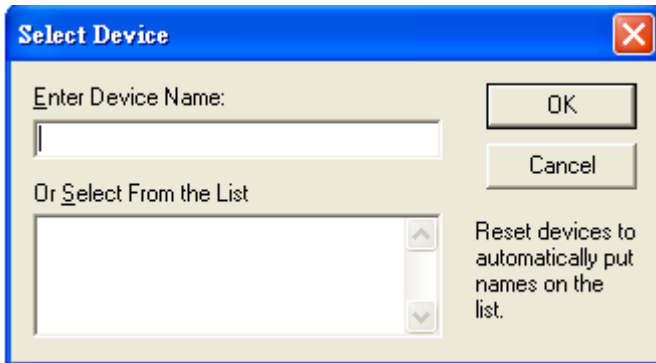 Select Device
Enter Device Name:
OK
Cancel
Or Select From the List
Reset devices to
automatically put
names on the
list.